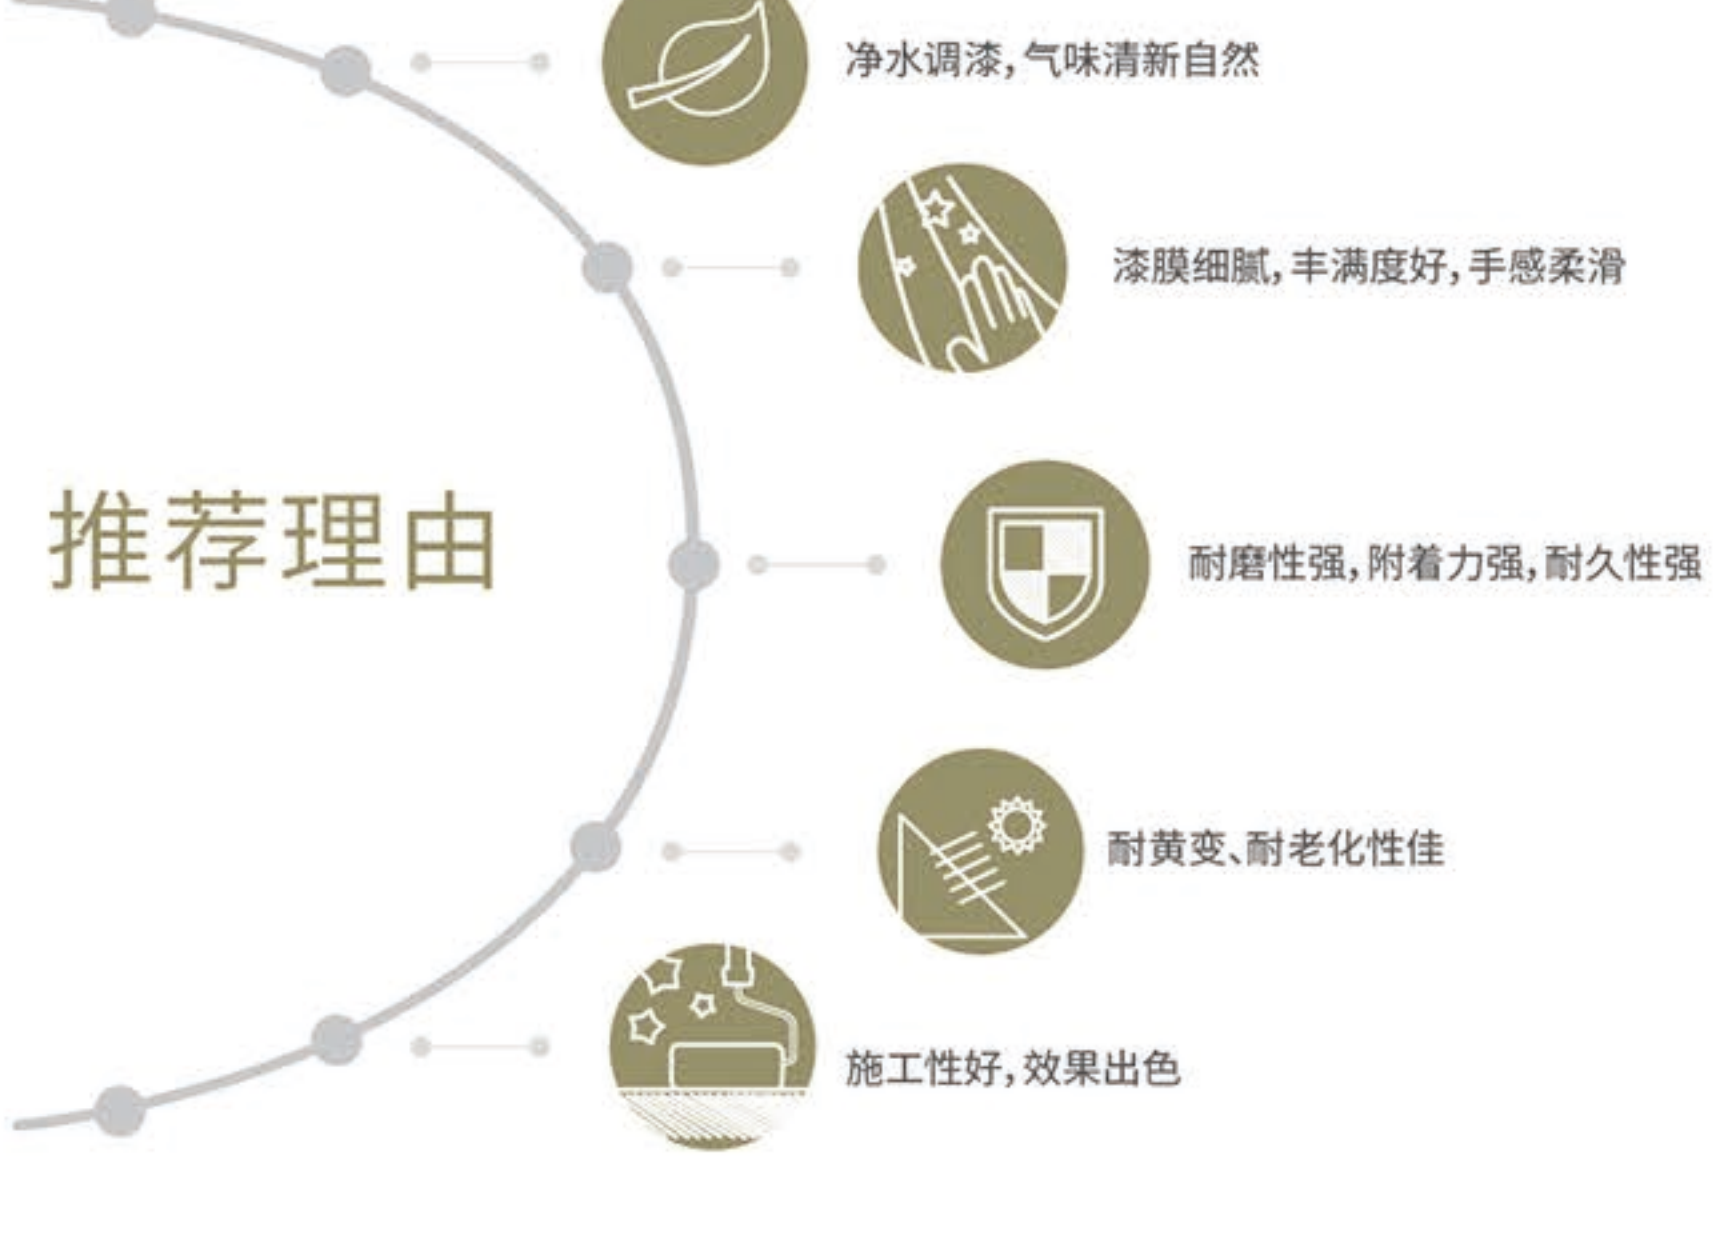 净水调漆，气味清新自然
漆膜细腻，丰满度好，手感柔滑
推荐理由
耐磨性强，附着力强，耐久性强
耐黄变、耐老化性佳
施工性好，效果出色